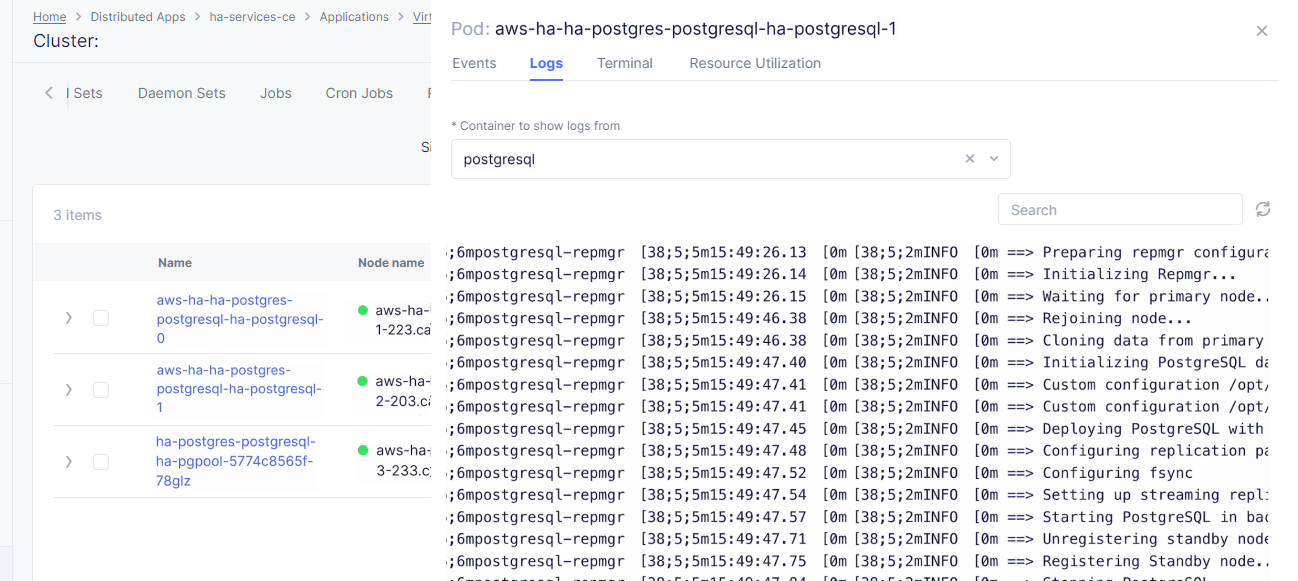 Home > Distributed Apps > ha-services-ce > Applications > Virt
Cluster:
Sets
Daemon Sets
Jobs
Cron Jobs
3 items
Name
Node name
aws-ha-ha-postgres-
postgresql-ha-postgresql-
0
aws-ha-
1-223.ca
aws-ha-ha-postgres-
postgresql-ha-postgresql-
1
aws-ha-
2-203.ca
ha-postgres-postgresql-
ha-pgpool-5774c8565f-
78glz
aws-ha-
3-233.c
Pod: aws-ha-ha-postgres-postgresql-ha-postgresql-1
Events
Logs
Terminal
Resource Utilization
* Container to show logs from
postgresql
Search
;6mpostgresql-repmgr [38;5;5m15:49:26.13 [0m [38;5;2mINFO [0m ==> Preparing repmgr configura
;6mpostgresql-repmgr [38;5;5m15:49:26.14 [0m [38;5;2mINFO [0m ==> Initializing Repmgr...
;6mpostgresql-repmgr [38;5;5m15:49:26.15 [0m [38;5;2mINFO [0m ==> Waiting for primary node..
;6mpostgresql-repmgr [38;5;5m15:49:46.38 [0m [38;5;2mINFO [0m ==> Rejoining node...
;6mpostgresql-repmgr [38;5;5m15:49:46.38 [0m [38;5;2mINFO [0m ==> Cloning data from primary
;6mpostgresql-repmgr [38;5;5m15:49:47.40 [0m [38;5;2mINFO [0m ==> Initializing PostgreSQL da
;6mpostgresql-repmgr [38;5;5m15:49:47.41 [0m [38;5;2mINFO [0m ==> Custom configuration /opt/
;6mpostgresql-repmgr [38;5;5m15:49:47.41 [0m [38;5;2mINFO [0m ==> Custom configuration /opt/
;6mpostgresql-repmgr [38;5;5m15:49:47.45 [0m [38;5;2mINFO [0m ==> Deploying PostgreSQL with
;6mpostgresql-repmgr [38;5;5m15:49:47.48 [0m [38;5;2mINFO [0m ==> Configuring replication pa
;6mpostgresql-repmgr [38;5;5m15:49:47.52 [0m [38;5;2mINFO [0m ==> Configuring fsync
;6mpostgresql-repmgr [38;5;5m15:49:47.54 [0m [38;5;2mINFO [0m ==> Setting up streaming repli
;6mpostgresql-repmgr [38;5;5m15:49:47.57 [0m [38;5;2mINFO [0m ==> Starting PostgreSQL in bac
;6mpostgresql-repmgr [38;5;5m15:49:47.71 [0m [38;5;2mINFO [0m ==> Unregistering standby node
;6mpostgresql-repmgr [38;5;5m15:49:47.75 [0m [38;5;2mINFO [0m ==> Registering Standby node..